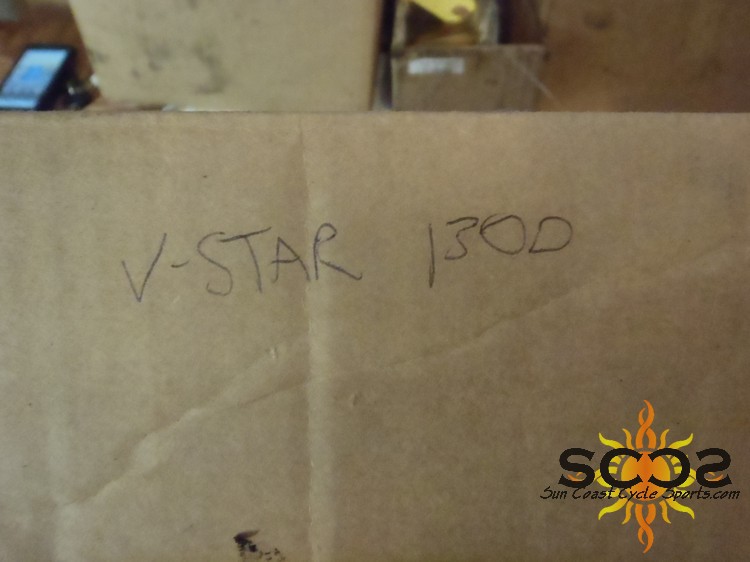 V-STAR 1300
SCCS
Sun Coast Cycle Sports.com